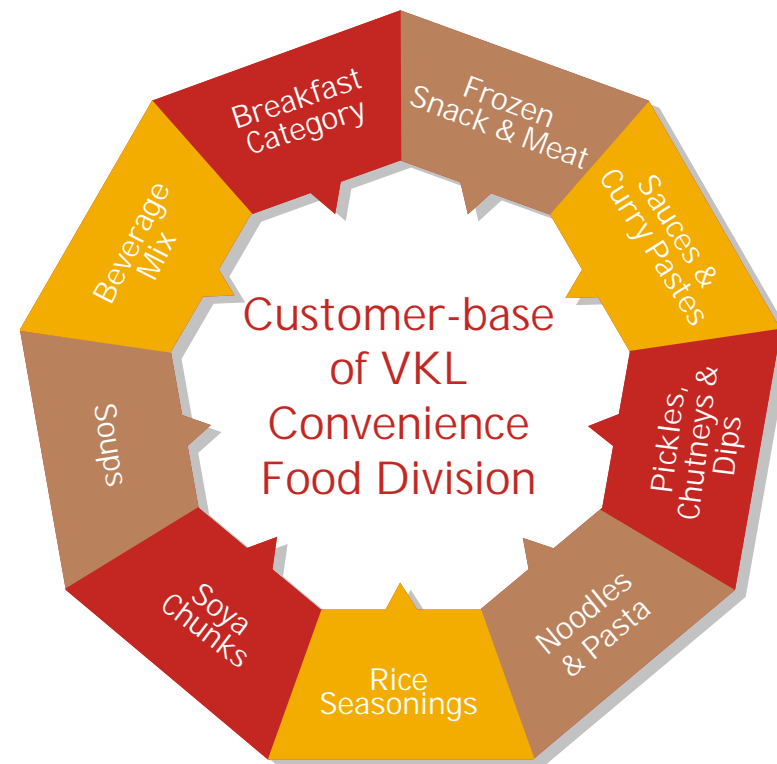 Customer-base
of VKL
Convenience
Food Division
Frozen
Snack & Meat
Sauces &
Curry Pastes
Pickles,
Chutneys &
Dips
Noodles
& Pasta
Rice
Seasonings
Soya
Chunks
Soups
Beverage
Mix
Breakfast
Category